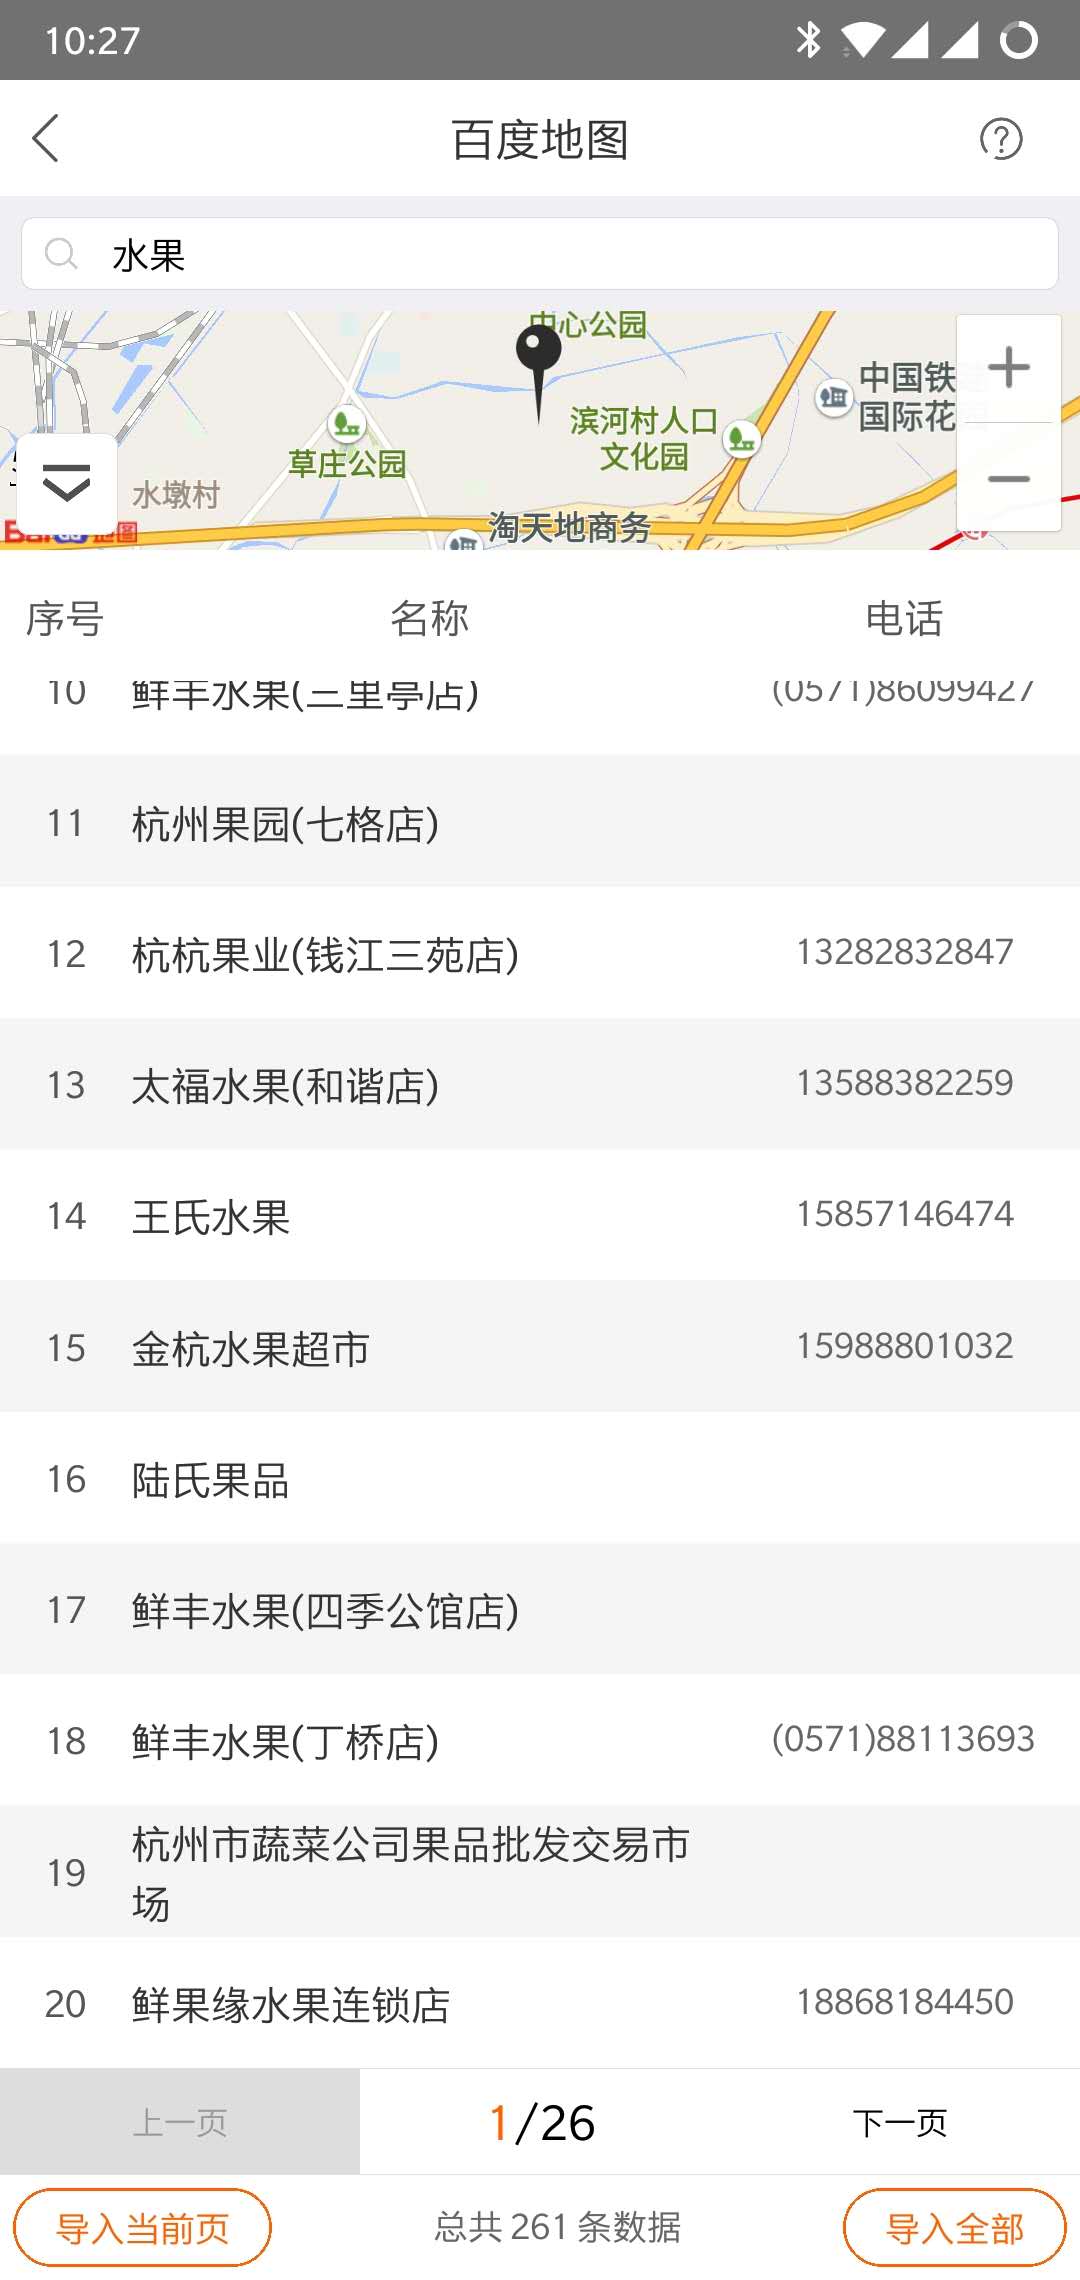 10:27
百度地图
水果
中心公园
中国铁
国际花
滨河村人口
文化园
草庄公园
水墩村
淘天地商务
序号 名称 电话
10 鲜丰水果(三里亭店) (0571)86099427
11 杭州果园(七格店)
12 杭杭果业(钱江三苑店) 13282832847
13 太福水果(和谐店) 13588382259
14 王氏水果 15857146474
15 金杭水果超市 15988801032
16 陆氏果品
17 鲜丰水果(四季公馆店)
18 鲜丰水果(丁桥店) (0571)88113693
19 杭州市蔬菜公司果品批发交易市
场
20 鲜果缘水果连锁店 18868184450
上一页 1/26 下一页
导入当前页 总共 261 条数据 导入全部